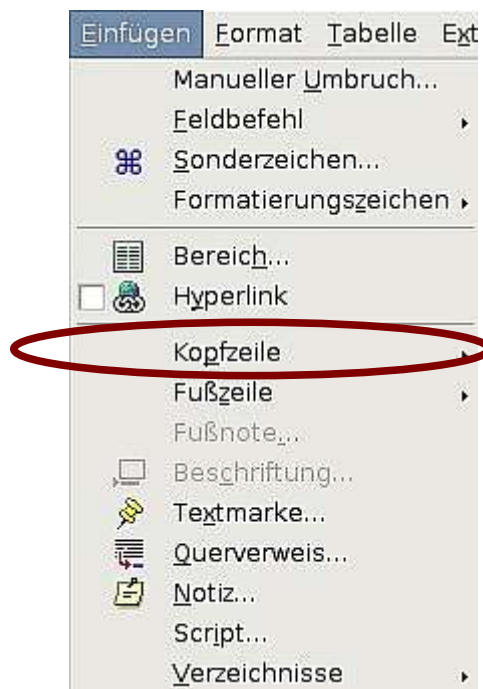 Einfügen Format Tabelle Ext
Manueller Umbruch...
Feldbefehl
Sonderzeichen...
Formatierungszeichen
Bereich...
Hyperlink
Kopfzeile
Fußzeile
Fußnote...
Beschriftung...
Textmarke...
Querverweis...
Notiz...
Script...
Verzeichnisse